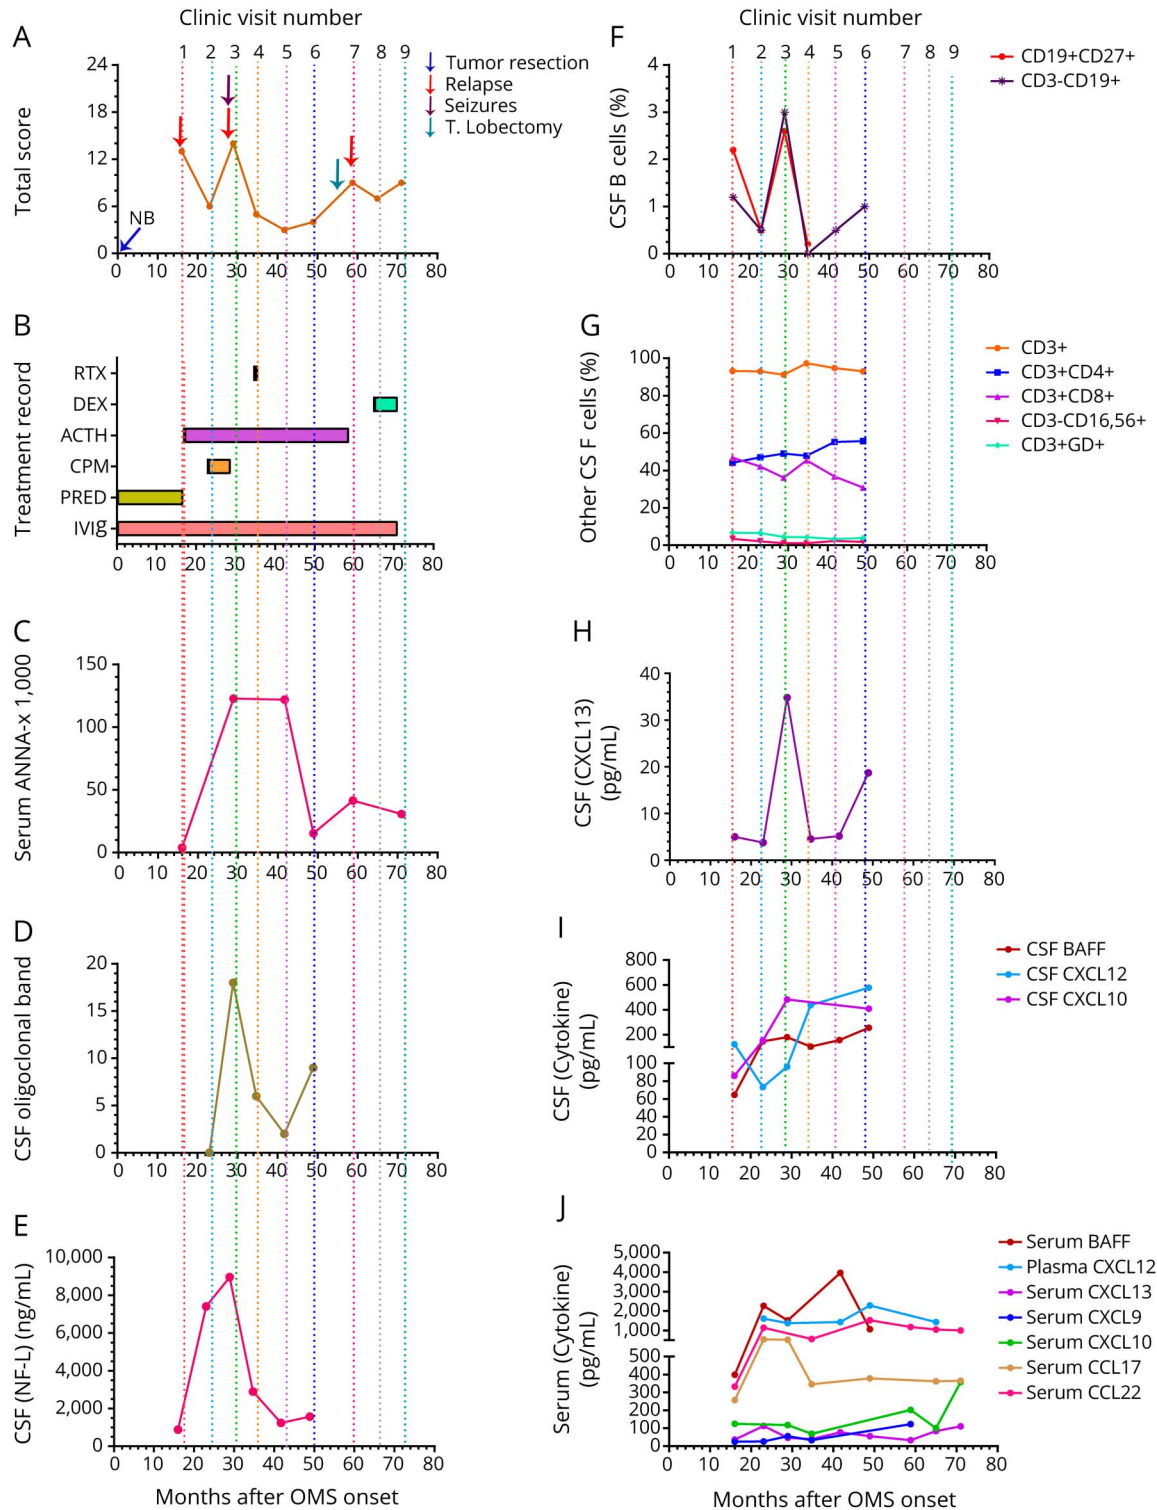 Clinic visit number
A
1 2 3 4 5 6 7 8 9
Total score
24
18
12
6
0
NB
0 10 20 30 40 50 60 70 80
Tumor resection
Relapse
Seizures
T. Lobectomy
B
Treatment record
RTX
DEX
ACTH
CPM
PRED
IVIg
0 10 20 30 40 50 60 70 80
C
Serum ANNA-x 1,000
150
100
50
0
0 10 20 30 40 50 60 70 80
D
CSF oligoclonal band
20
15
10
5
0
0 10 20 30 40 50 60 70 80
E
CSF (NF-L) (ng/mL)
10,000
8,000
6,000
4,000
2,000
0
0 10 20 30 40 50 60 70 80
Months after OMS onset
Clinic visit number
F
1 2 3 4 5 6 7 8 9
CSF B cells (%)
4
3
2
1
0
0 10 20 30 40 50 60 70 80
CD19+CD27+
CD3-CD19+
G
Other CS F cells (%)
100
80
60
40
20
0
0 10 20 30 40 50 60 70 80
CD3+
CD3+CD4+
CD3+CD8+
CD3-CD16,56+
CD3+GD+
H
CSF (CXCL13)
(pg/mL)
40
30
20
10
0
0 10 20 30 40 50 60 70 80
I
CSF (Cytokine)
(pg/mL)
800
600
400
200
100
80
60
40
20
0
0 10 20 30 40 50 60 70 80
CSF BAFF
CSF CXCL12
CSF CXCL10
J
Serum (Cytokine)
(pg/mL)
5,000
4,000
3,000
2,000
1,000
500
400
300
200
100
0
0 10 20 30 40 50 60 70 80
Months after OMS onset
Serum BAFF
Plasma CXCL12
Serum CXCL13
Serum CXCL9
Serum CXCL10
Serum CCL17
Serum CCL22